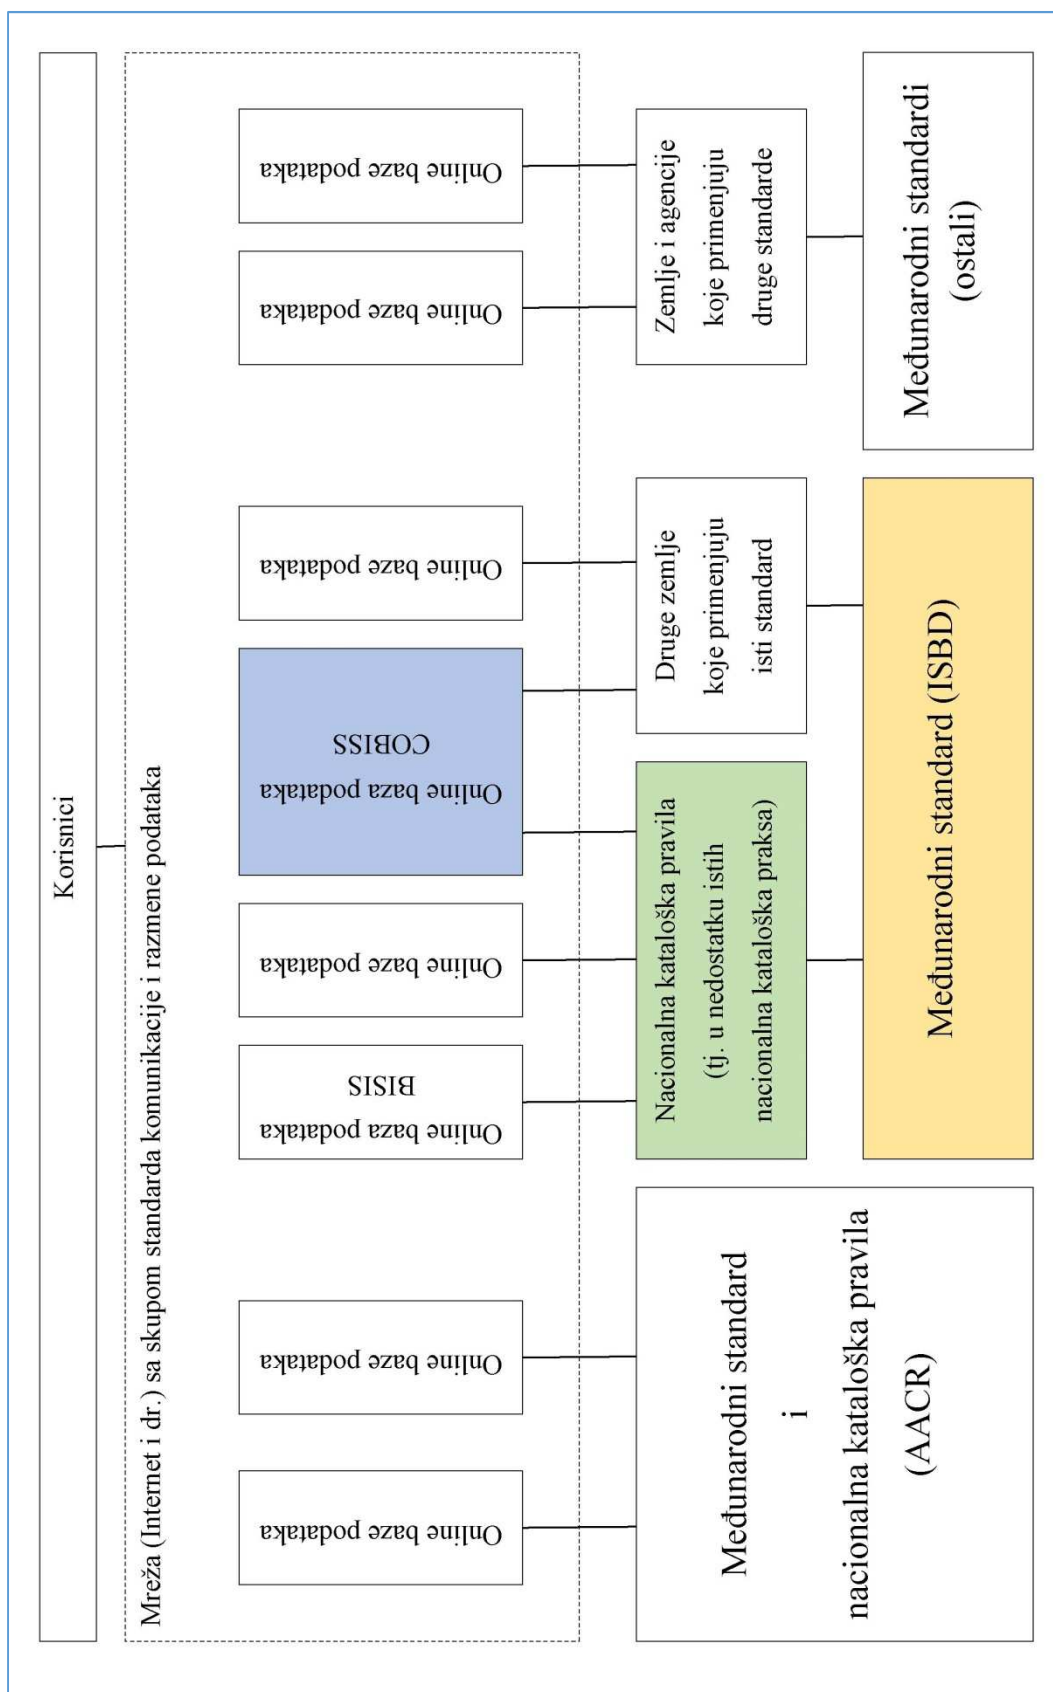 Korisnici
Mreža (Internet i dr.) sa skupom standarda komunikacije i razmene podataka
Online baze podataka
Online baze podataka
Online baza podataka
BISIS
Online baze podataka
Online baza podataka
COBISS
Online baze podataka
Online baze podataka
Online baze podataka
Međunarodni standard
i
nacionalna kataloška pravila
(AACR)
Nacionalna kataloška pravila
(tj. u nedostatku istih
nacionalna kataloška praksa)
Druge zemlje
koje primenjuju
isti standard
Zemlje i agencije
koje primenjuju
druge standarde
Međunarodni standard (ISBD)
Međunarodni standardi
(ostali)